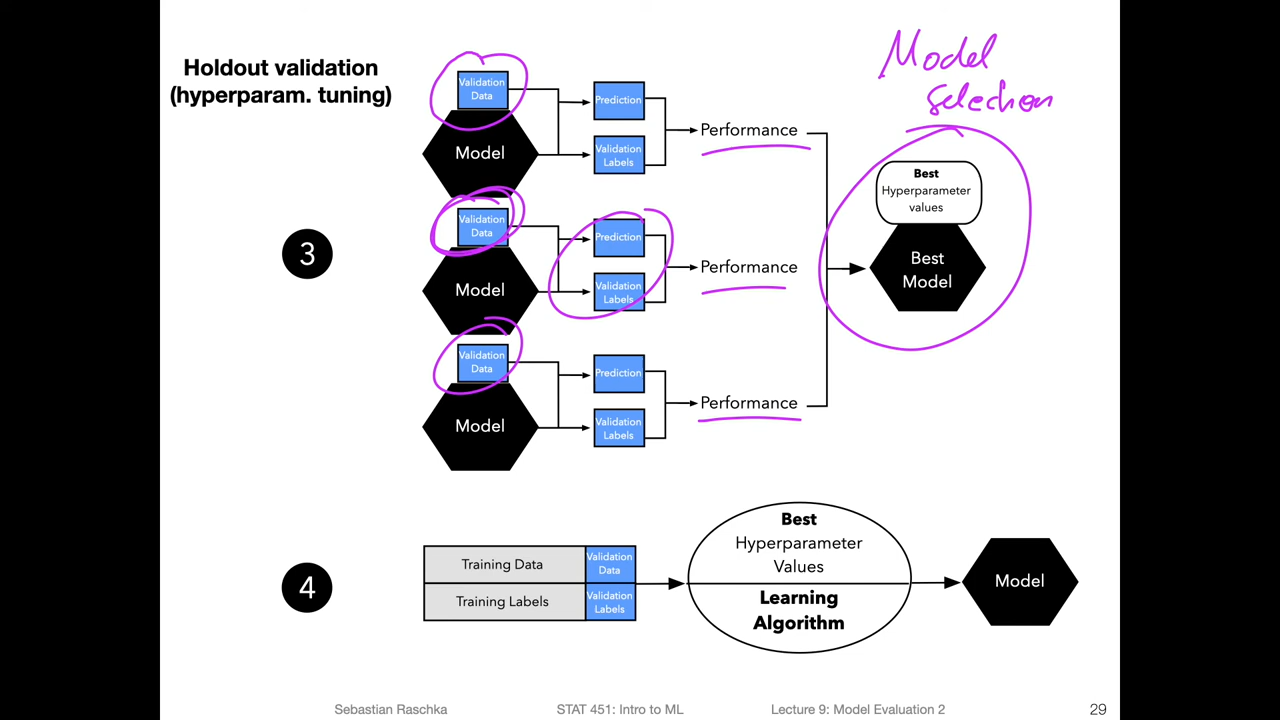 Holdout validation
(hyperparam. tuning)
Model
Selection
Validation
Data
Model
Prediction
Validation
Labels
Performance
3
Validation
Data
Model
Prediction
Validation
Labels
Performance
Validation
Data
Model
Prediction
Validation
Labels
Performance
Best
Hyperparameter
values
Best
Model
4
Training Data
Validation
Data
Training Labels
Validation
Labels
Best
Hyperparameter
Values
Learning
Algorithm
Model
Sebastian Raschka
STAT 451: Intro to ML
Lecture 9: Model Evaluation 2
29